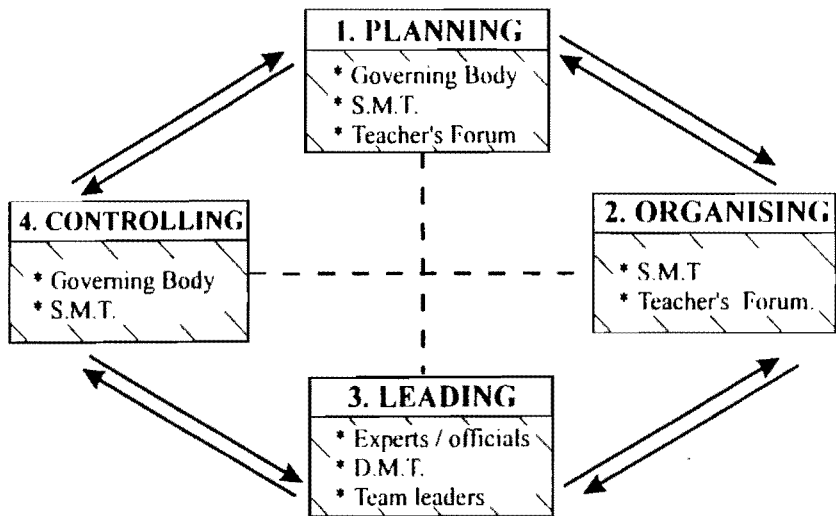 1. PLANNING
* Governing Body
* S.M.T.
* Teacher's Forum
4. CONTROLLING
* Governing Body
* S.M.T.
2. ORGANISING
* S.M.T
* Teacher's Forum.
3. LEADING
* Experts / officials
* D.M.T.
* Team leaders